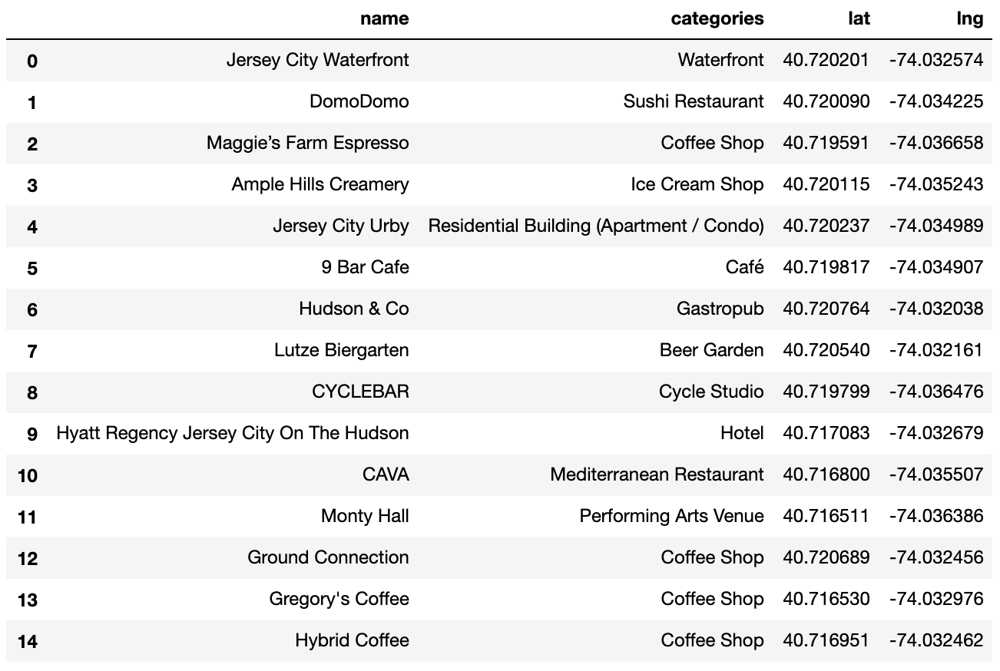 name categories lat lng
0 Jersey City Waterfront Waterfront 40.720201 -74.032574
1 DomoDomo Sushi Restaurant 40.720090 -74.034225
2 Maggie’s Farm Espresso Coffee Shop 40.719591 -74.036658
3 Ample Hills Creamery Ice Cream Shop 40.720115 -74.035243
4 Jersey City Urby Residential Building (Apartment / Condo) 40.720237 -74.034989
5 9 Bar Cafe Café 40.719817 -74.034907
6 Hudson & Co Gastropub 40.720764 -74.032038
7 Lutze Biergarten Beer Garden 40.720540 -74.032161
8 CYCLEBAR Cycle Studio 40.719799 -74.036476
9 Hyatt Regency Jersey City On The Hudson Hotel 40.717083 -74.032679
10 CAVA Mediterranean Restaurant 40.716800 -74.035507
11 Monty Hall Performing Arts Venue 40.716511 -74.036386
12 Ground Connection Coffee Shop 40.720689 -74.032456
13 Gregory's Coffee Coffee Shop 40.716530 -74.032976
14 Hybrid Coffee Coffee Shop 40.716951 -74.032462